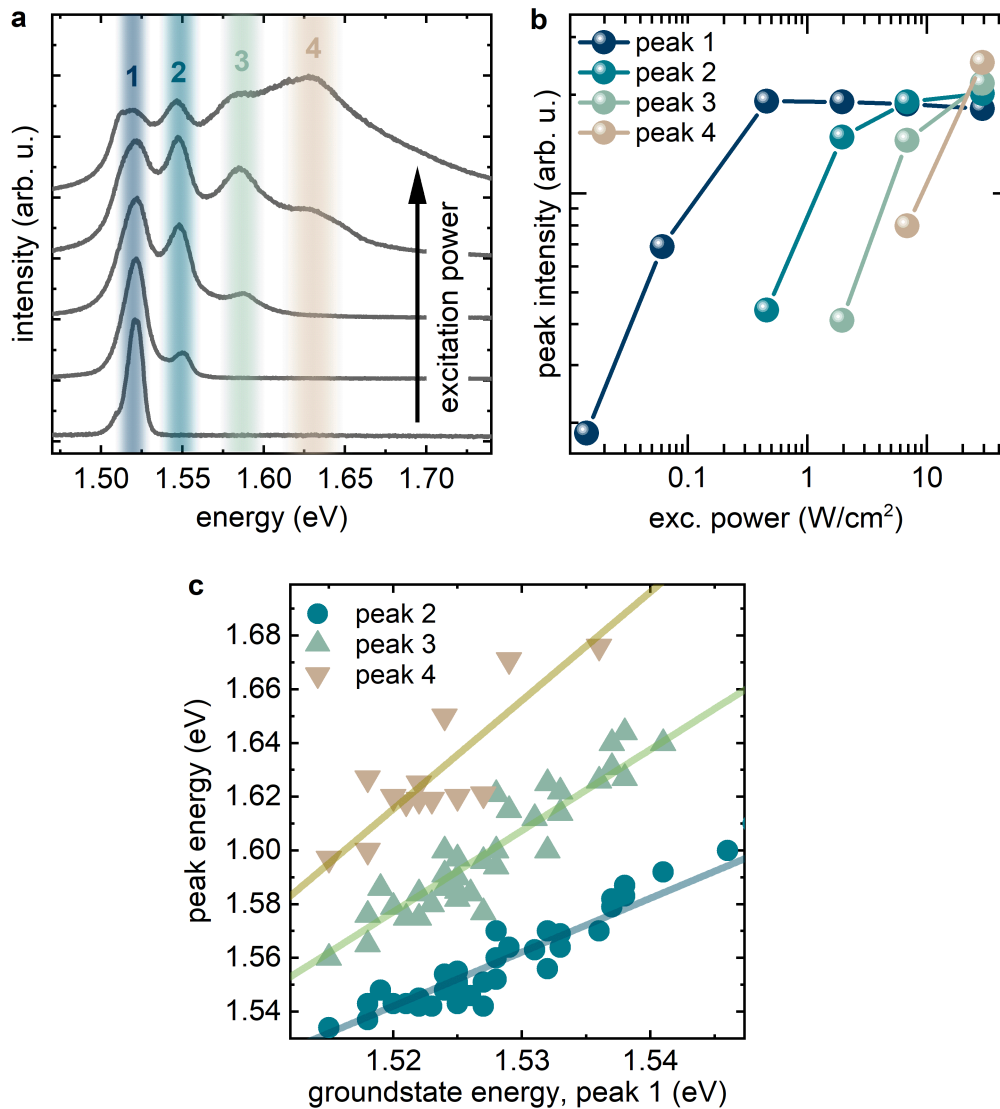 a
1
2
3
4
intensity (arb. u.)
excitation power
1.50
1.55
1.60
1.65
1.70
energy (eV)
b
peak 1
peak 2
peak 3
peak 4
peak intensity (arb. u.)
0.1
1
10
exc. power (W/cm²)
c
peak 2
peak 3
peak 4
1.68
1.66
1.64
1.62
1.60
1.58
1.56
1.54
peak energy (eV)
1.52
1.53
1.54
groundstate energy, peak 1 (eV)